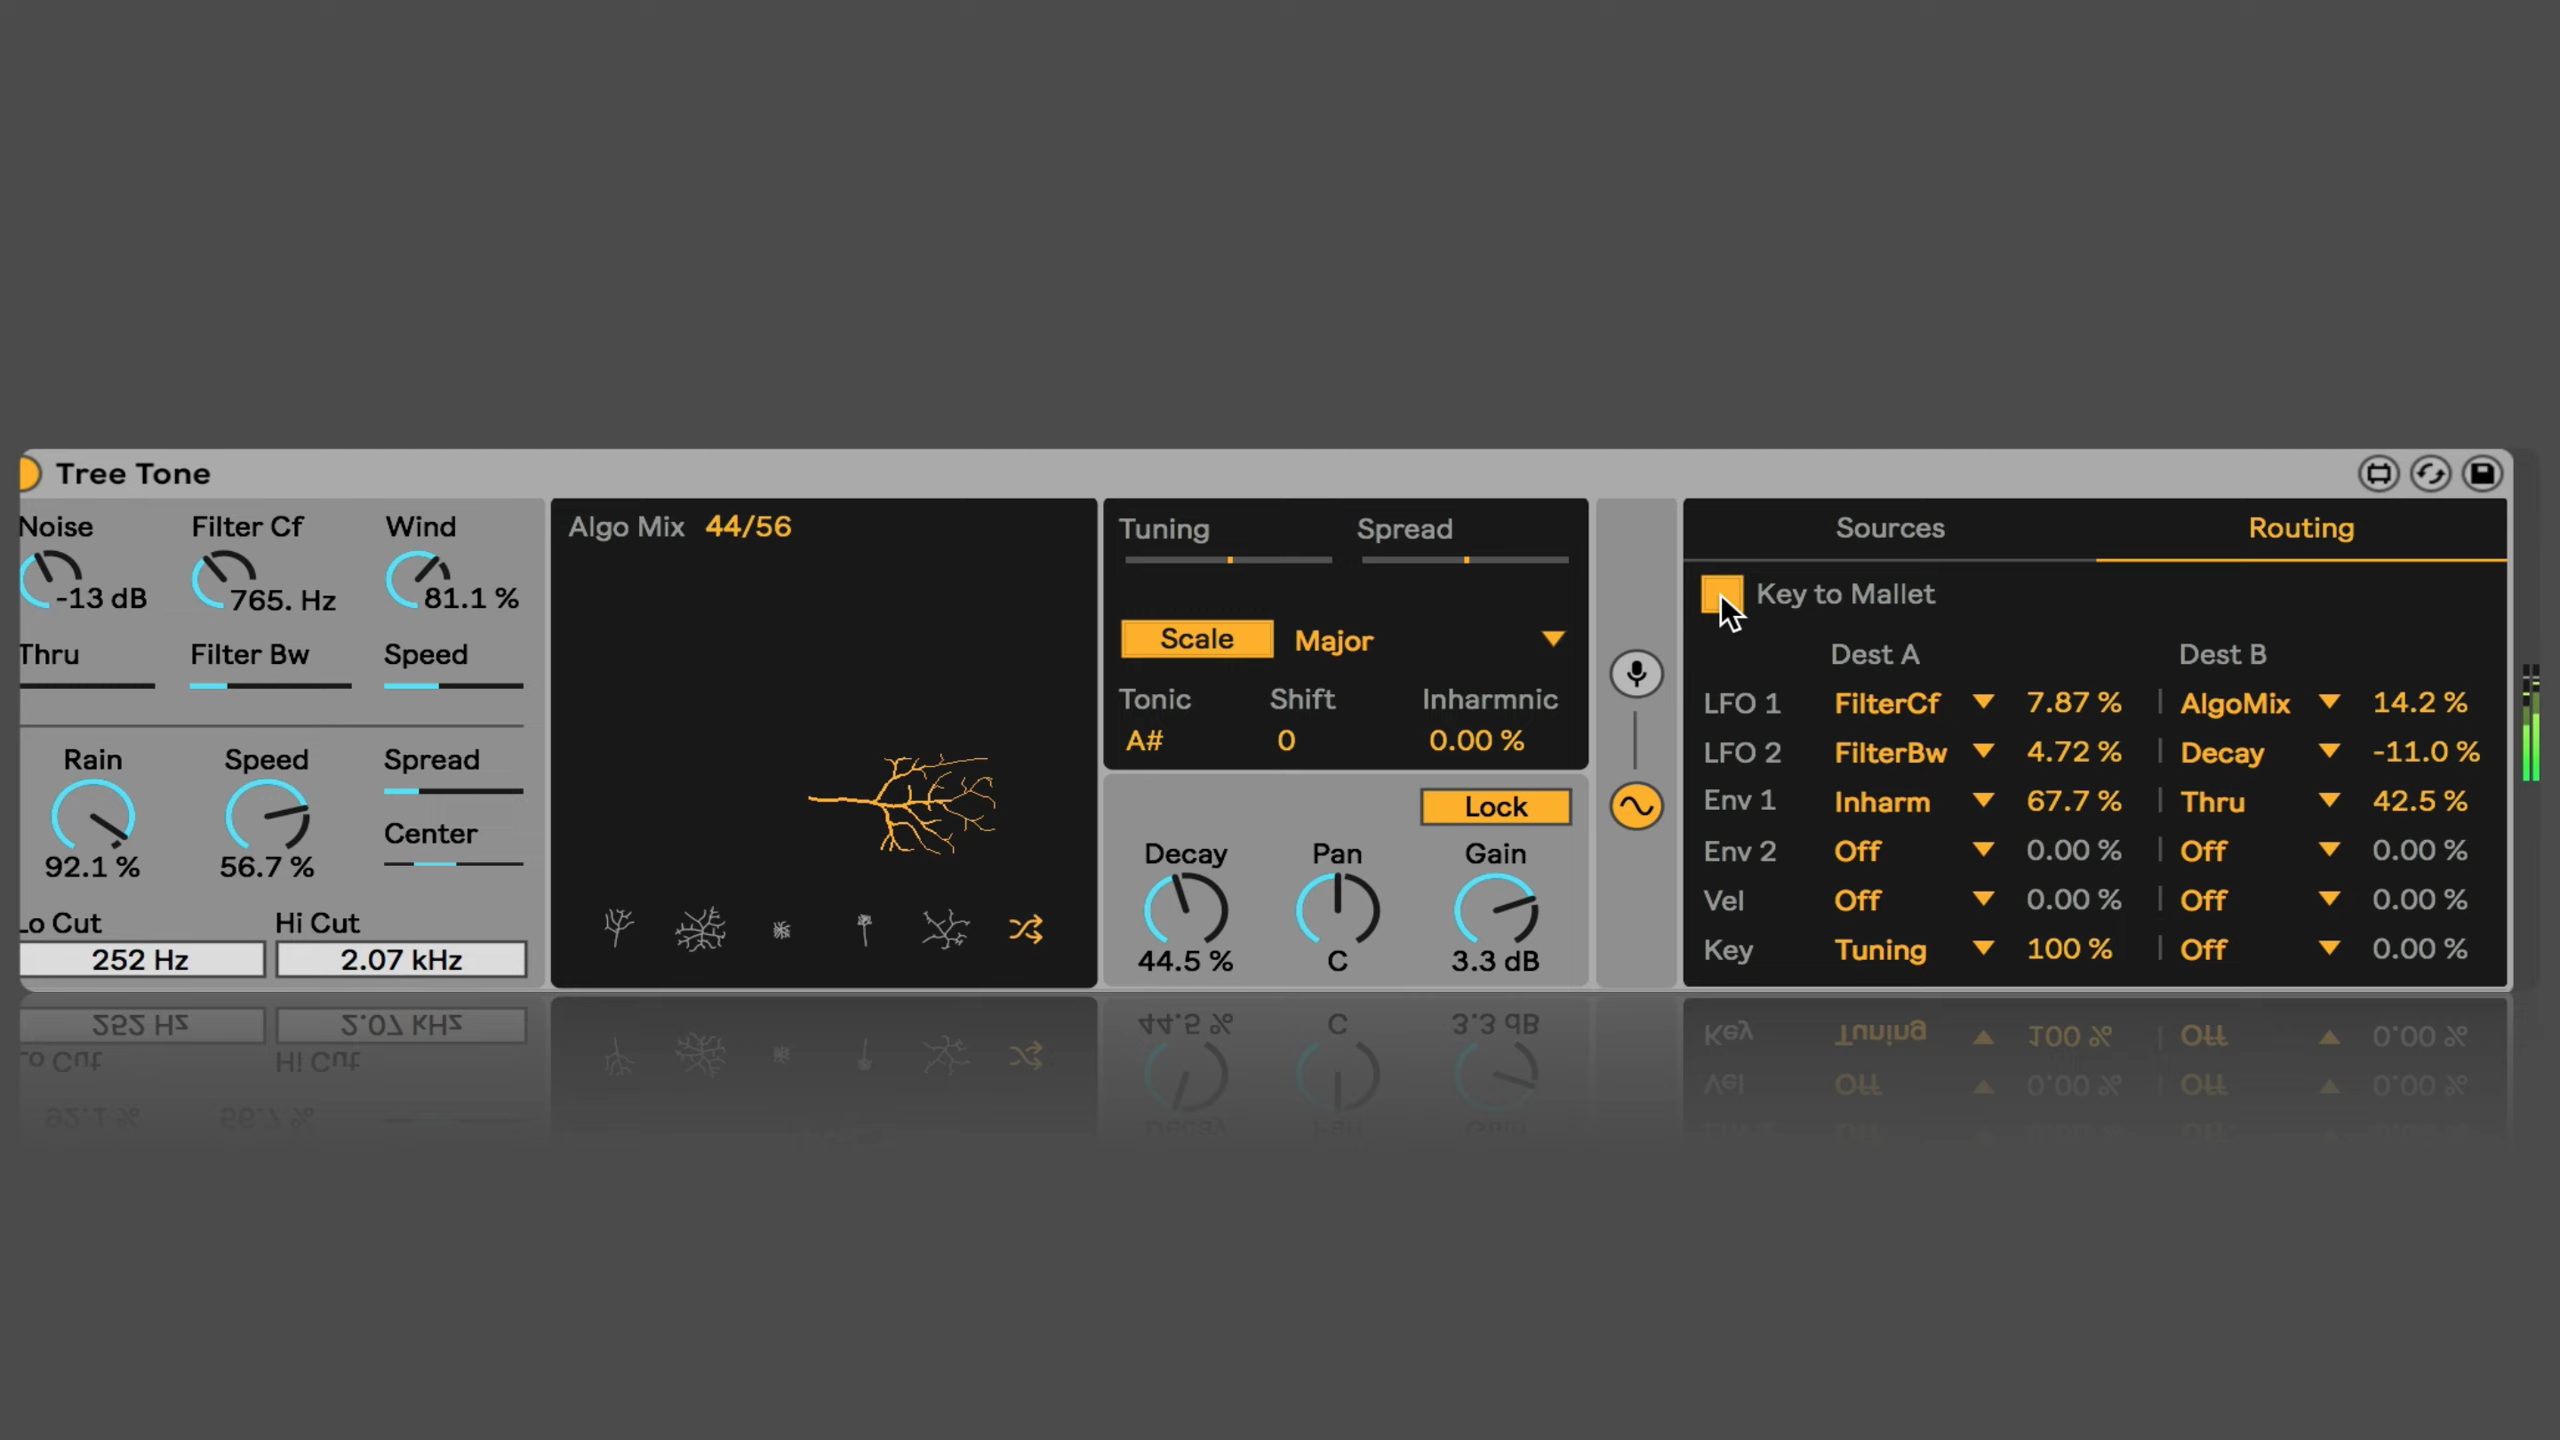 Tree Tone
Noise Filter Cf Wind
-13 dB 765. Hz 81.1 %
Thru Filter Bw Speed
Rain Speed Spread
Center
92.1 % 56.7 %
Lo Cut Hi Cut
252 Hz 2.07 kHz
Algo Mix 44/56
Tuning Spread
Scale Major
Tonic Shift Inharmnic
A# 0 0.00 %
Lock
Decay Pan Gain
44.5 % C 3.3 dB
Sources Routing
Key to Mallet
Dest A Dest B
LFO 1 FilterCf 7.87 % | AlgoMix 14.2 %
LFO 2 FilterBw 4.72 % | Decay -11.0 %
Env 1 Inharm 67.7 % | Thru 42.5 %
Env 2 Off 0.00 % | Off 0.00 %
Vel Off 0.00 % | Off 0.00 %
Key Tuning 100 % | Off 0.00 %